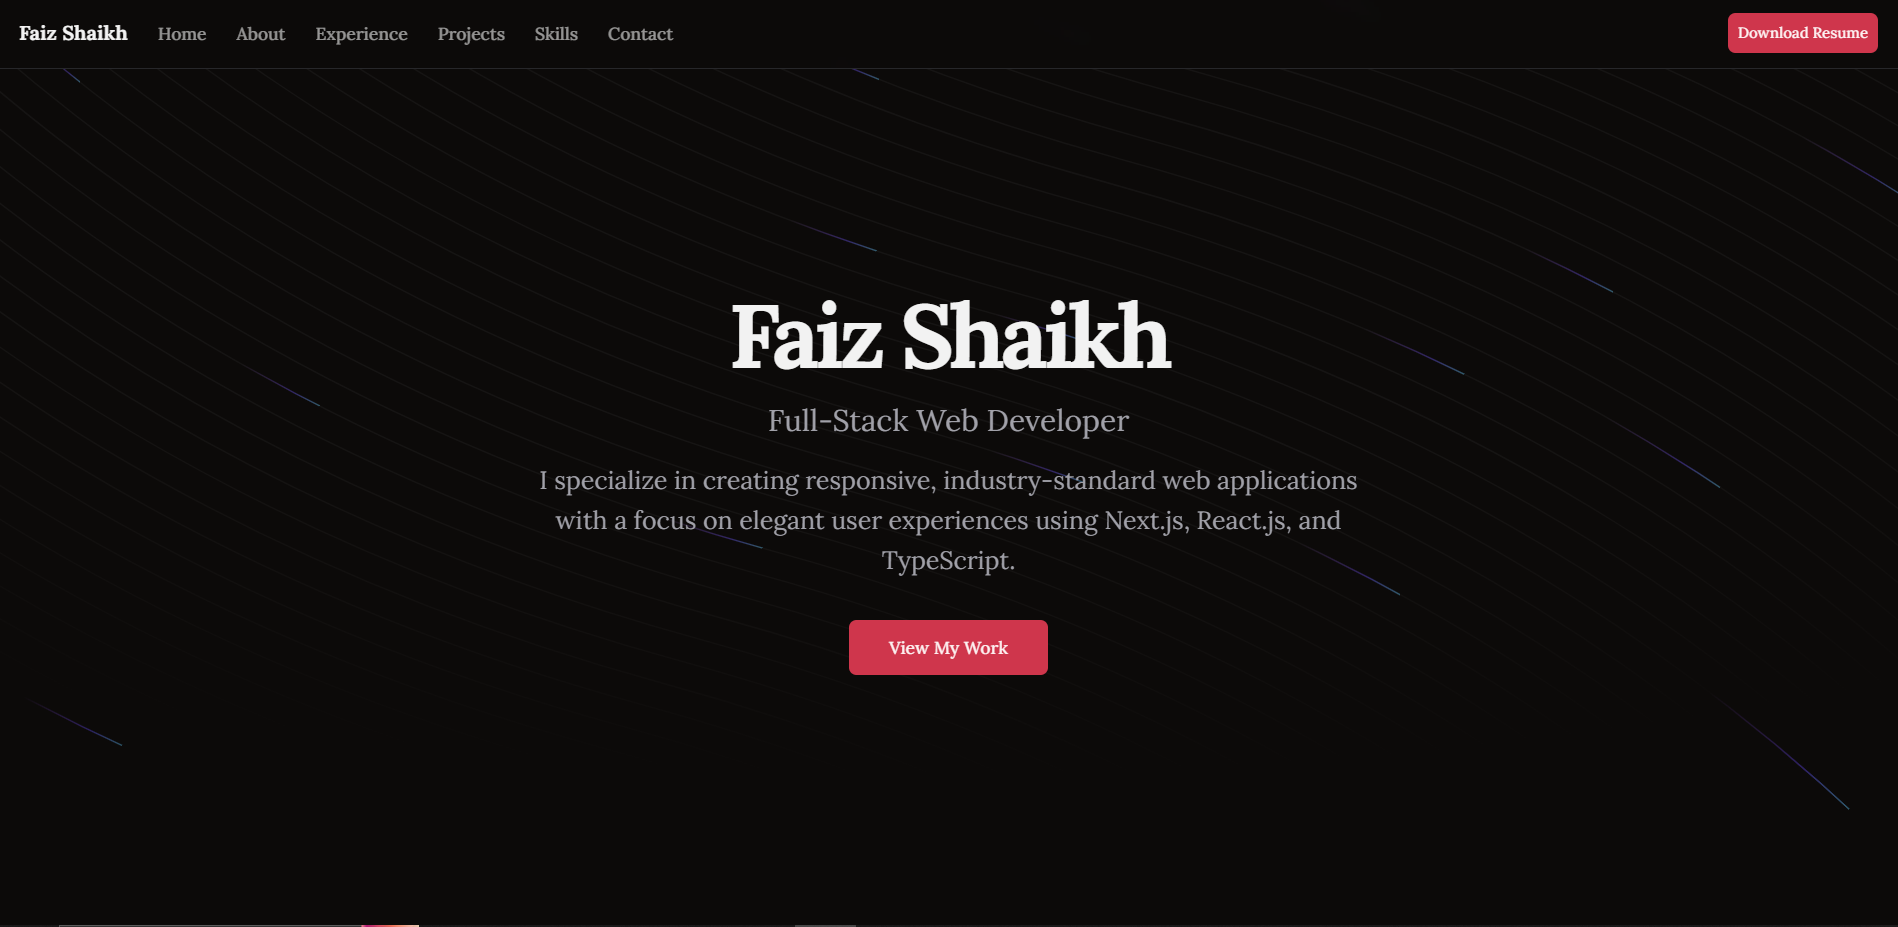 Faiz Shaikh Home About Experience Projects Skills Contact Download Resume
Faiz Shaikh
Full-Stack Web Developer
I specialize in creating responsive, industry-standard web applications
with a focus on elegant user experiences using Next.js, React.js, and
TypeScript.
View My Work